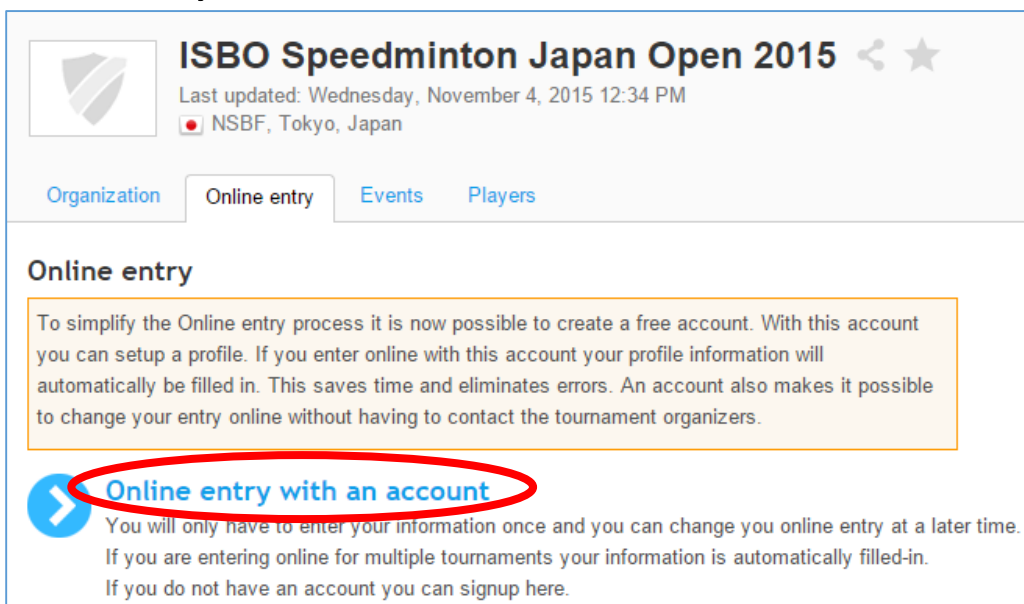 ISBO Speedminton Japan Open 2015
Last updated: Wednesday, November 4, 2015 12:34 PM
NSBF, Tokyo, Japan
Organization Online entry Events Players
Online entry
To simplify the Online entry process it is now possible to create a free account. With this account
you can setup a profile. If you enter online with this account your profile information will
automatically be filled in. This saves time and eliminates errors. An account also makes it possible
to change your entry online without having to contact the tournament organizers.
Online entry with an account
You will only have to enter your information once and you can change you online entry at a later time.
If you are entering online for multiple tournaments your information is automatically filled-in.
If you do not have an account you can signup here.